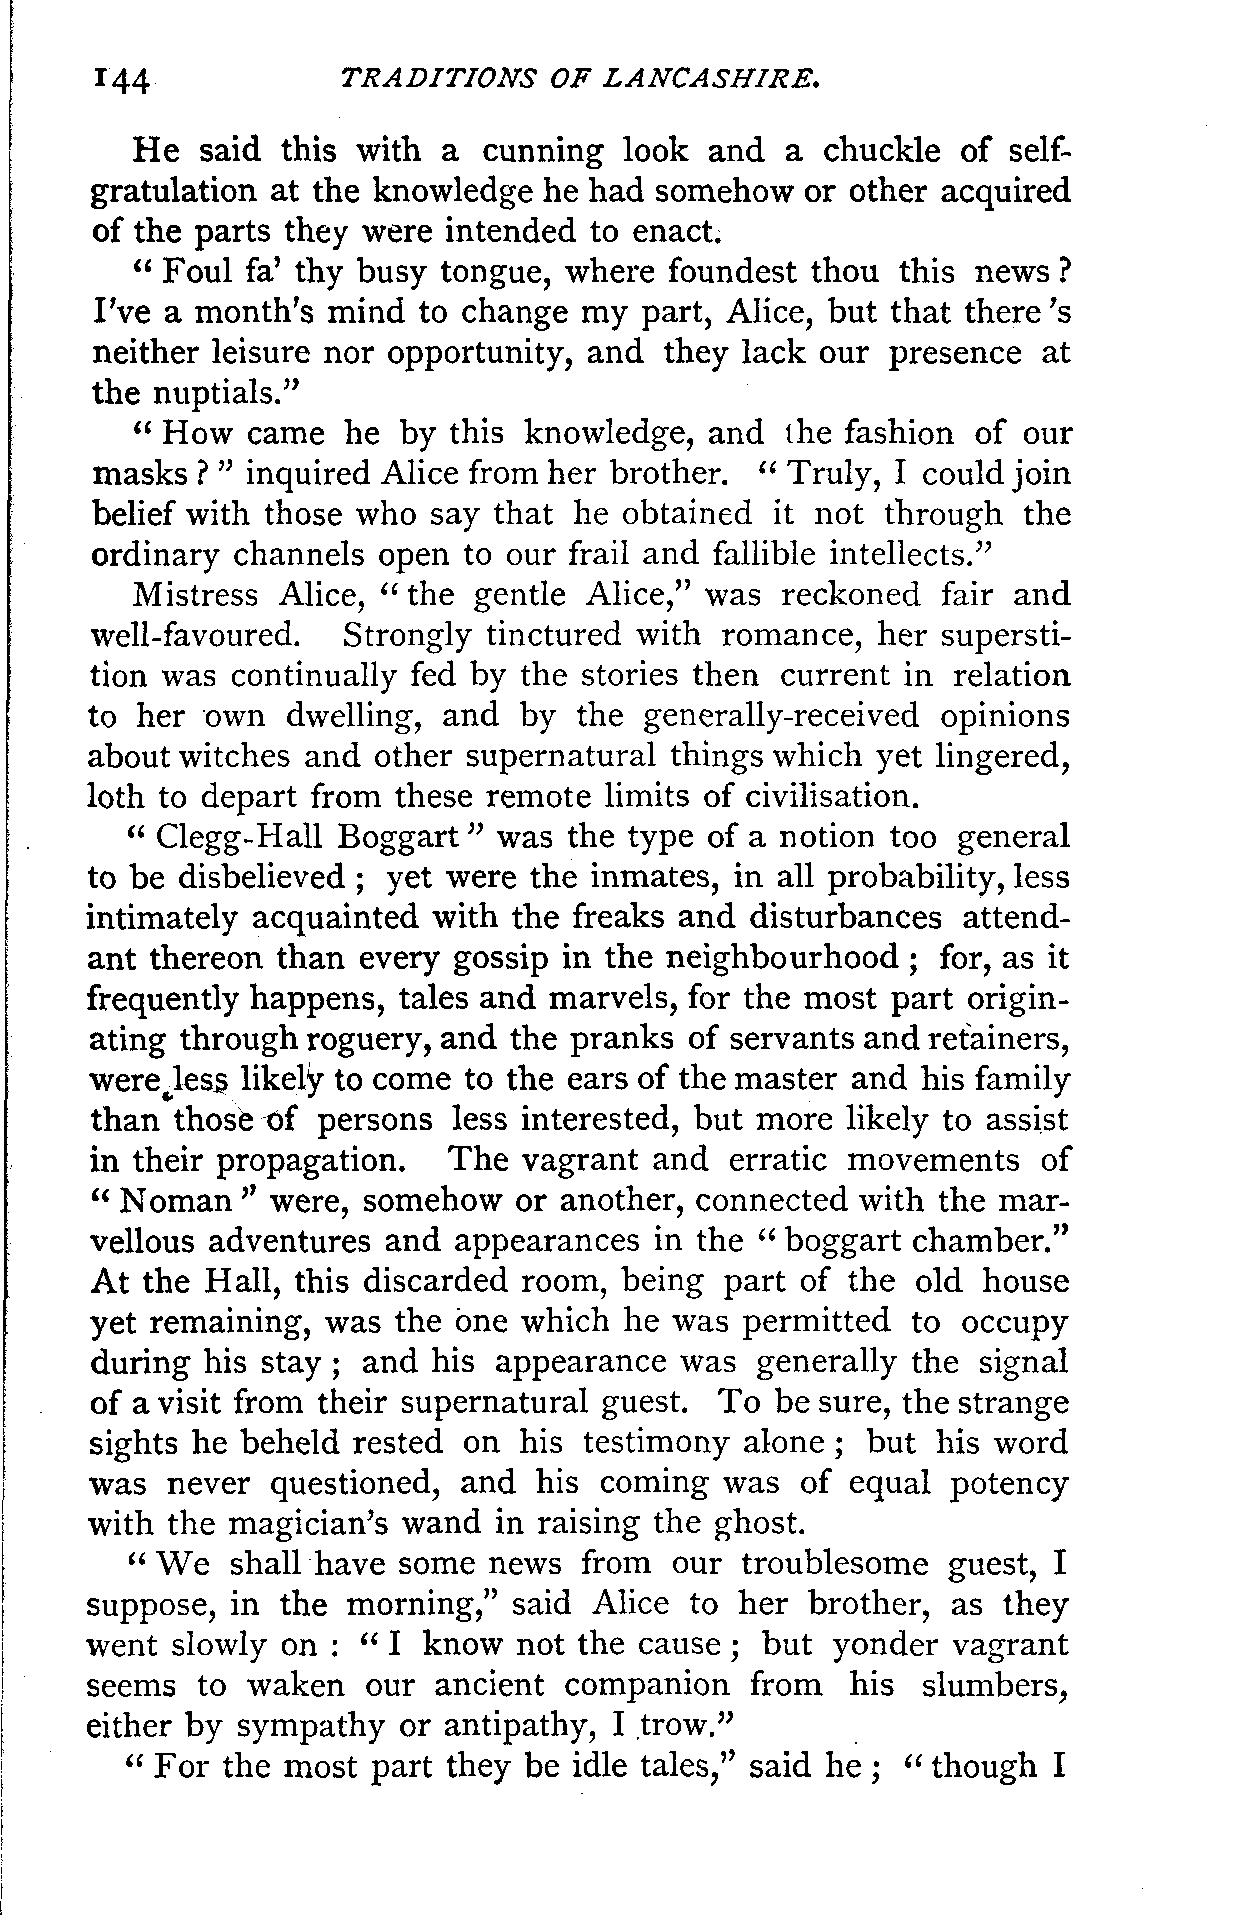 144 TRADITIONS OF LANCASHIRE.
He said this with a cunning look and a chuckle of self-
gratulation at the knowledge he had somehow or other acquired
of the parts they were intended to enact.
“ Foul fa’ thy busy tongue, where foundest thou this news ?
I’ve a month’s mind to change my part, Alice, but that there ’s
neither leisure nor opportunity, and they lack our presence at
the nuptials.”
“ How came he by this knowledge, and the fashion of our
masks ? ” inquired Alice from her brother. “ Truly, I could join
belief with those who say that he obtained it not through the
ordinary channels open to our frail and fallible intellects.”
Mistress Alice, “ the gentle Alice,” was reckoned fair and
well-favoured. Strongly tinctured with romance, her supersti-
tion was continually fed by the stories then current in relation
to her own dwelling, and by the generally-received opinions
about witches and other supernatural things which yet lingered,
loth to depart from these remote limits of civilisation.
“ Clegg-Hall Boggart ” was the type of a notion too general
to be disbelieved ; yet were the inmates, in all probability, less
intimately acquainted with the freaks and disturbances attend-
ant thereon than every gossip in the neighbourhood ; for, as it
frequently happens, tales and marvels, for the most part origin-
ating through roguery, and the pranks of servants and retainers,
were less likely to come to the ears of the master and his family
than those of persons less interested, but more likely to assist
in their propagation. The vagrant and erratic movements of
“ Noman ” were, somehow or another, connected with the mar-
vellous adventures and appearances in the “ boggart chamber.”
At the Hall, this discarded room, being part of the old house
yet remaining, was the one which he was permitted to occupy
during his stay ; and his appearance was generally the signal
of a visit from their supernatural guest. To be sure, the strange
sights he beheld rested on his testimony alone ; but his word
was never questioned, and his coming was of equal potency
with the magician’s wand in raising the ghost.
“ We shall have some news from our troublesome guest, I
suppose, in the morning,” said Alice to her brother, as they
went slowly on : “ I know not the cause ; but yonder vagrant
seems to waken our ancient companion from his slumbers,
either by sympathy or antipathy, I trow.”
“ For the most part they be idle tales,” said he ; “ though I